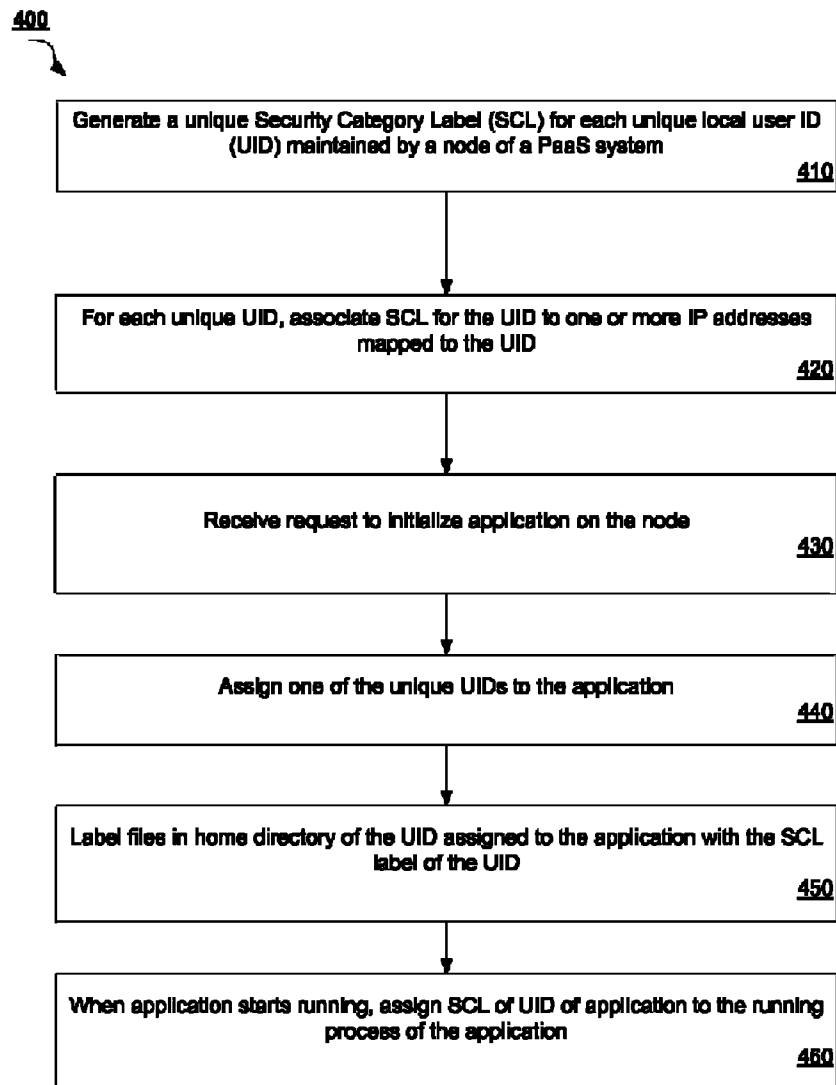 400
Generate a unique Security Category Label (SCL) for each unique local user ID
(UID) maintained by a node of a PaaS system
410
For each unique UID, associate SCL for the UID to one or more IP addresses
mapped to the UID
420
Receive request to initialize application on the node
430
Assign one of the unique UIDs to the application
440
Label files in home directory of the UID assigned to the application with the SCL
label of the UID
450
When application starts running, assign SCL of UID of application to the running
process of the application
460